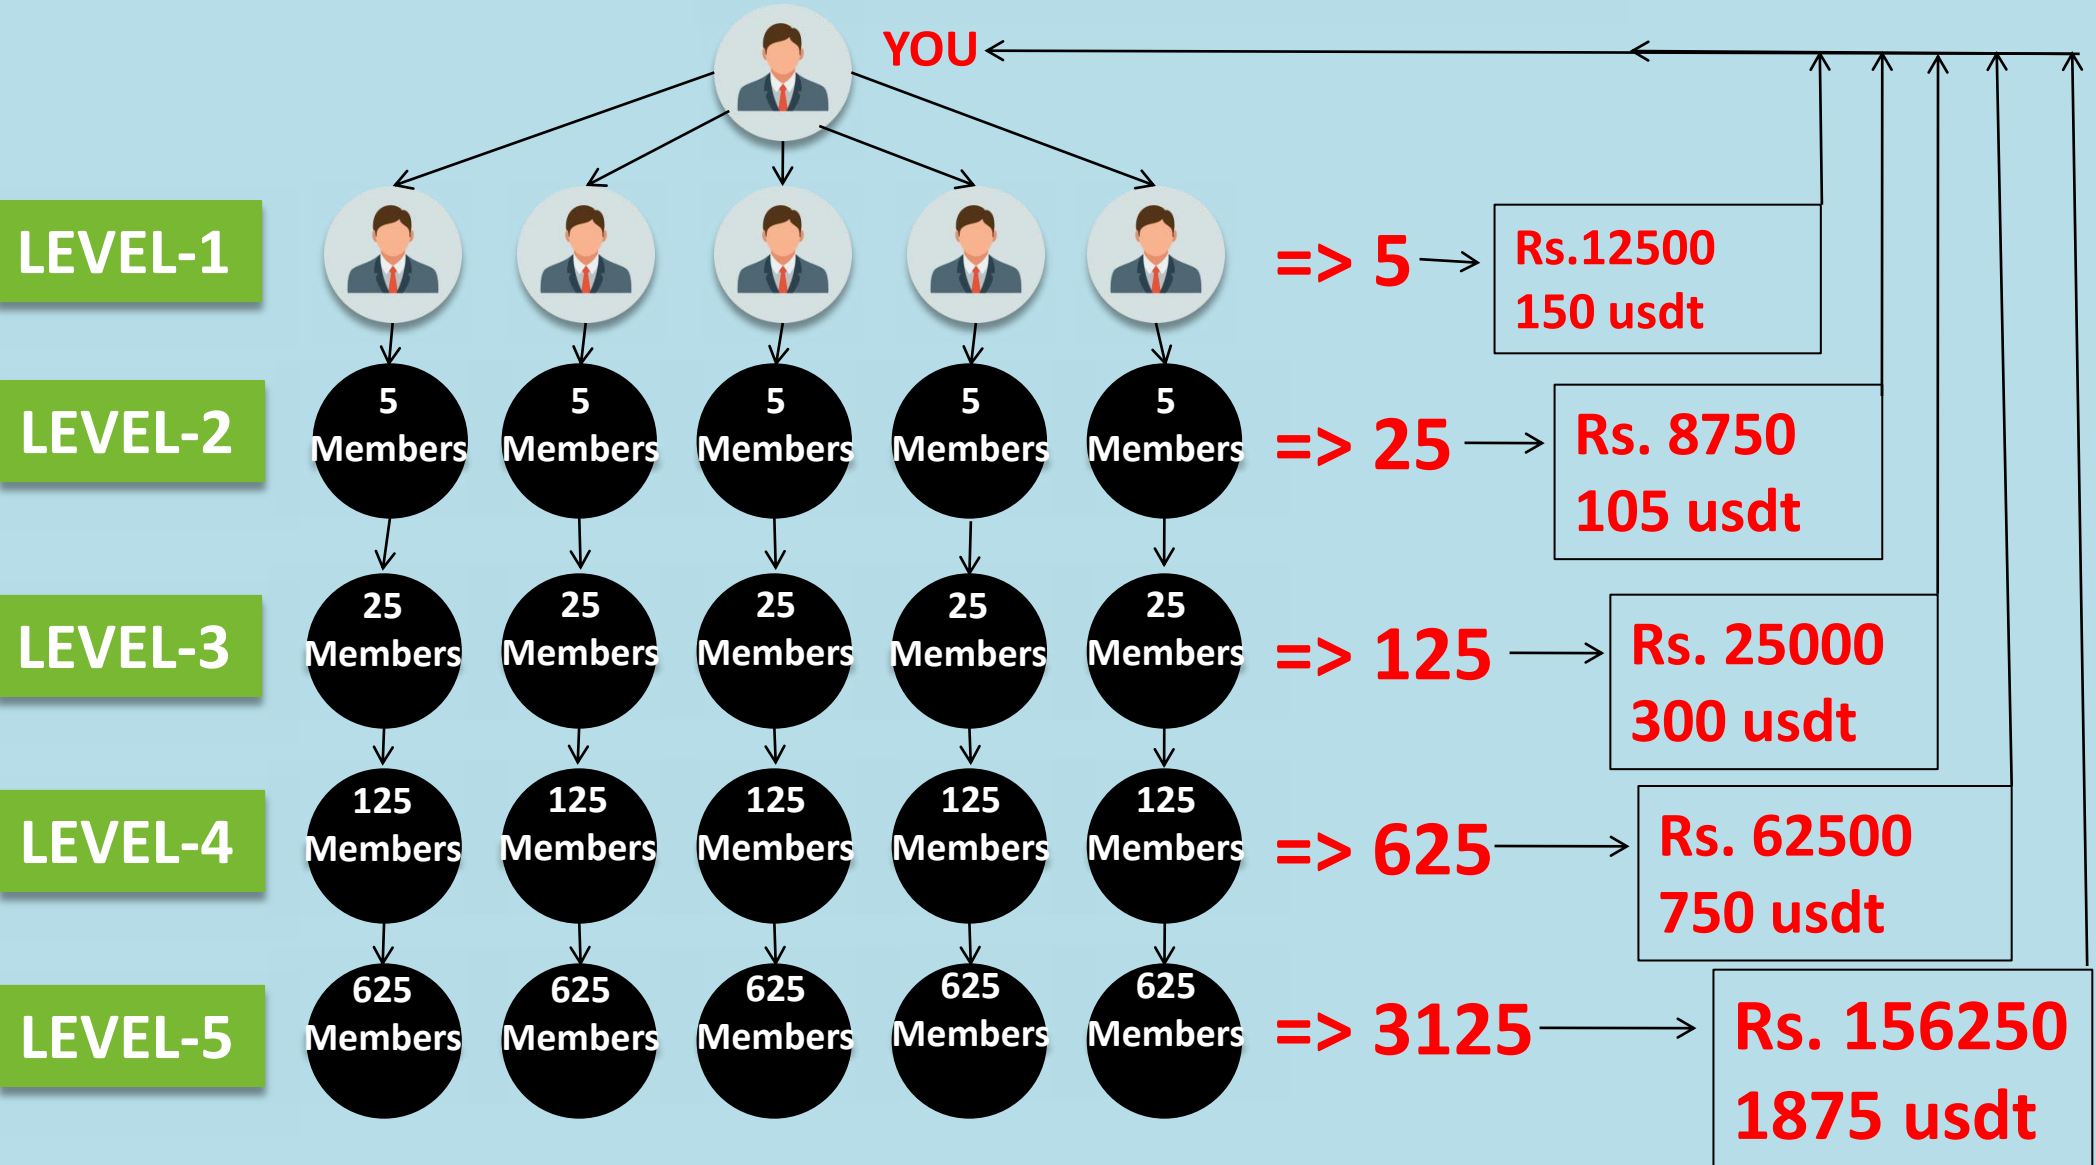 YOU
LEVEL-1
=> 5
Rs.12500
150 usdt
LEVEL-2
5
Members
5
Members
5
Members
5
Members
5
Members
=> 25
Rs. 8750
105 usdt
LEVEL-3
25
Members
25
Members
25
Members
25
Members
25
Members
=> 125
Rs. 25000
300 usdt
LEVEL-4
125
Members
125
Members
125
Members
125
Members
125
Members
=> 625
Rs. 62500
750 usdt
LEVEL-5
625
Members
625
Members
625
Members
625
Members
625
Members
=> 3125
Rs. 156250
1875 usdt